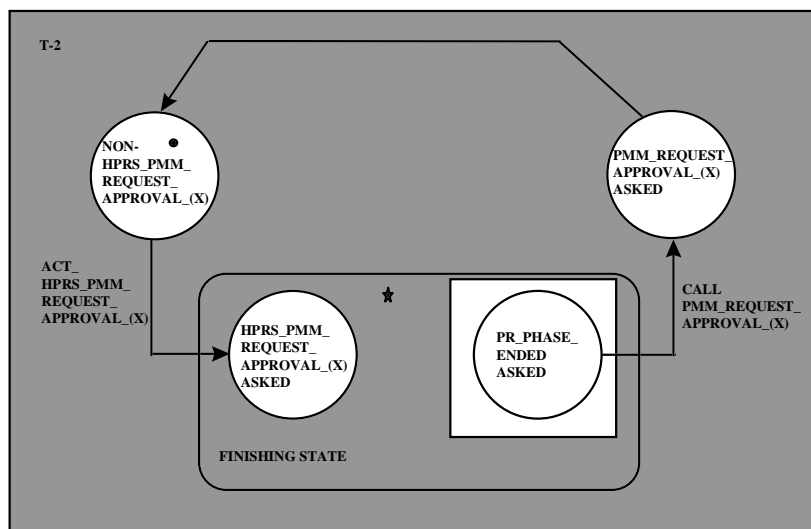 T-2
NON-
HPRS_PMM_
REQUEST_
APPROVAL_(X)
PMM_REQUEST_
APPROVAL_(X)
ASKED
ACT_
HPRS_PMM_
REQUEST_
APPROVAL_(X)
HPRS_PMM_
REQUEST_
APPROVAL_(X)
ASKED
PR_PHASE_
ENDED
ASKED
CALL
PMM_REQUEST_
APPROVAL_(X)
FINISHING STATE